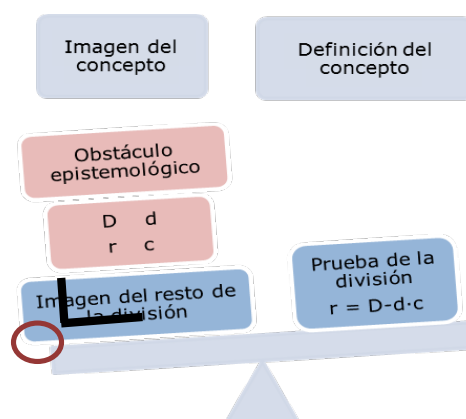 Imagen del
concepto
Definición del
concepto
Obstáculo
epistemológico
D d
r c
Imagen del resto de
la división
Prueba de la
división
r = D-d·c